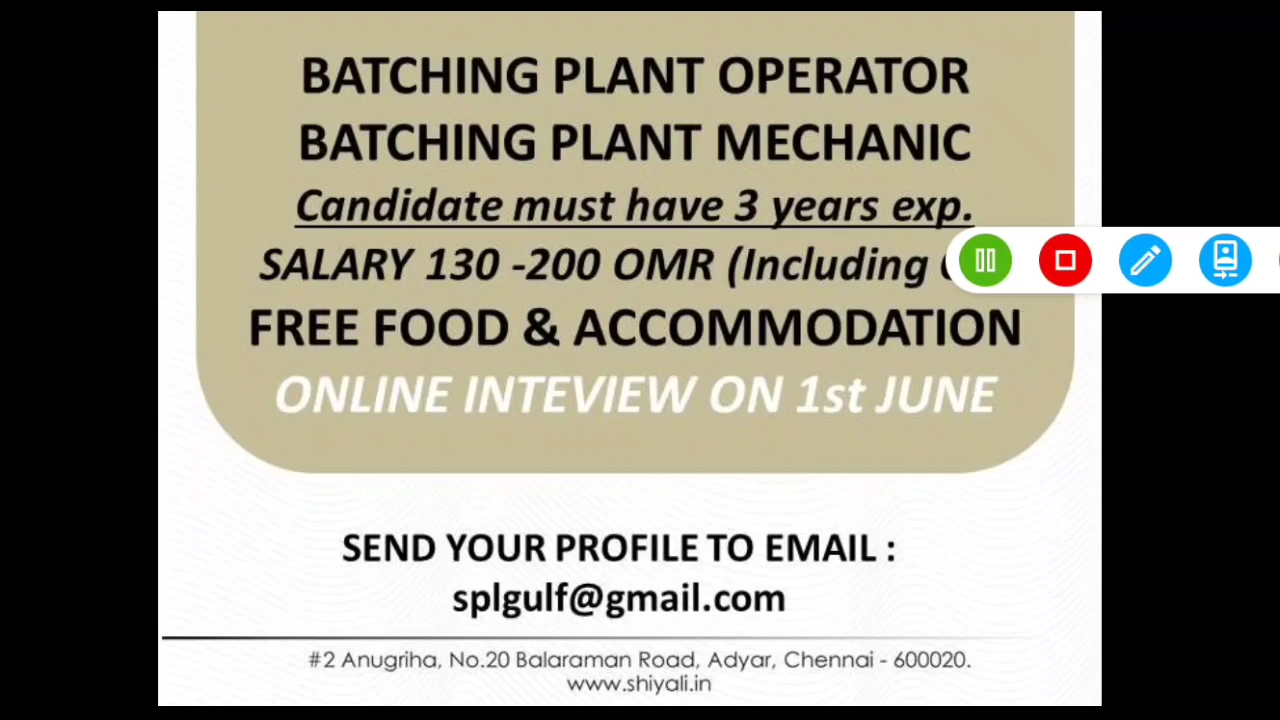 BATCHING PLANT OPERATOR
BATCHING PLANT MECHANIC
Candidate must have 3 years exp.
SALARY 130 -200 OMR (Including
FREE FOOD & ACCOMMODATION
ONLINE INTEVIEW ON 1st JUNE
SEND YOUR PROFILE TO EMAIL :
splgulf@gmail.com
#2 Anugriha, No.20 Balaraman Road, Adyar, Chennai - 600020.
www.shiyali.in